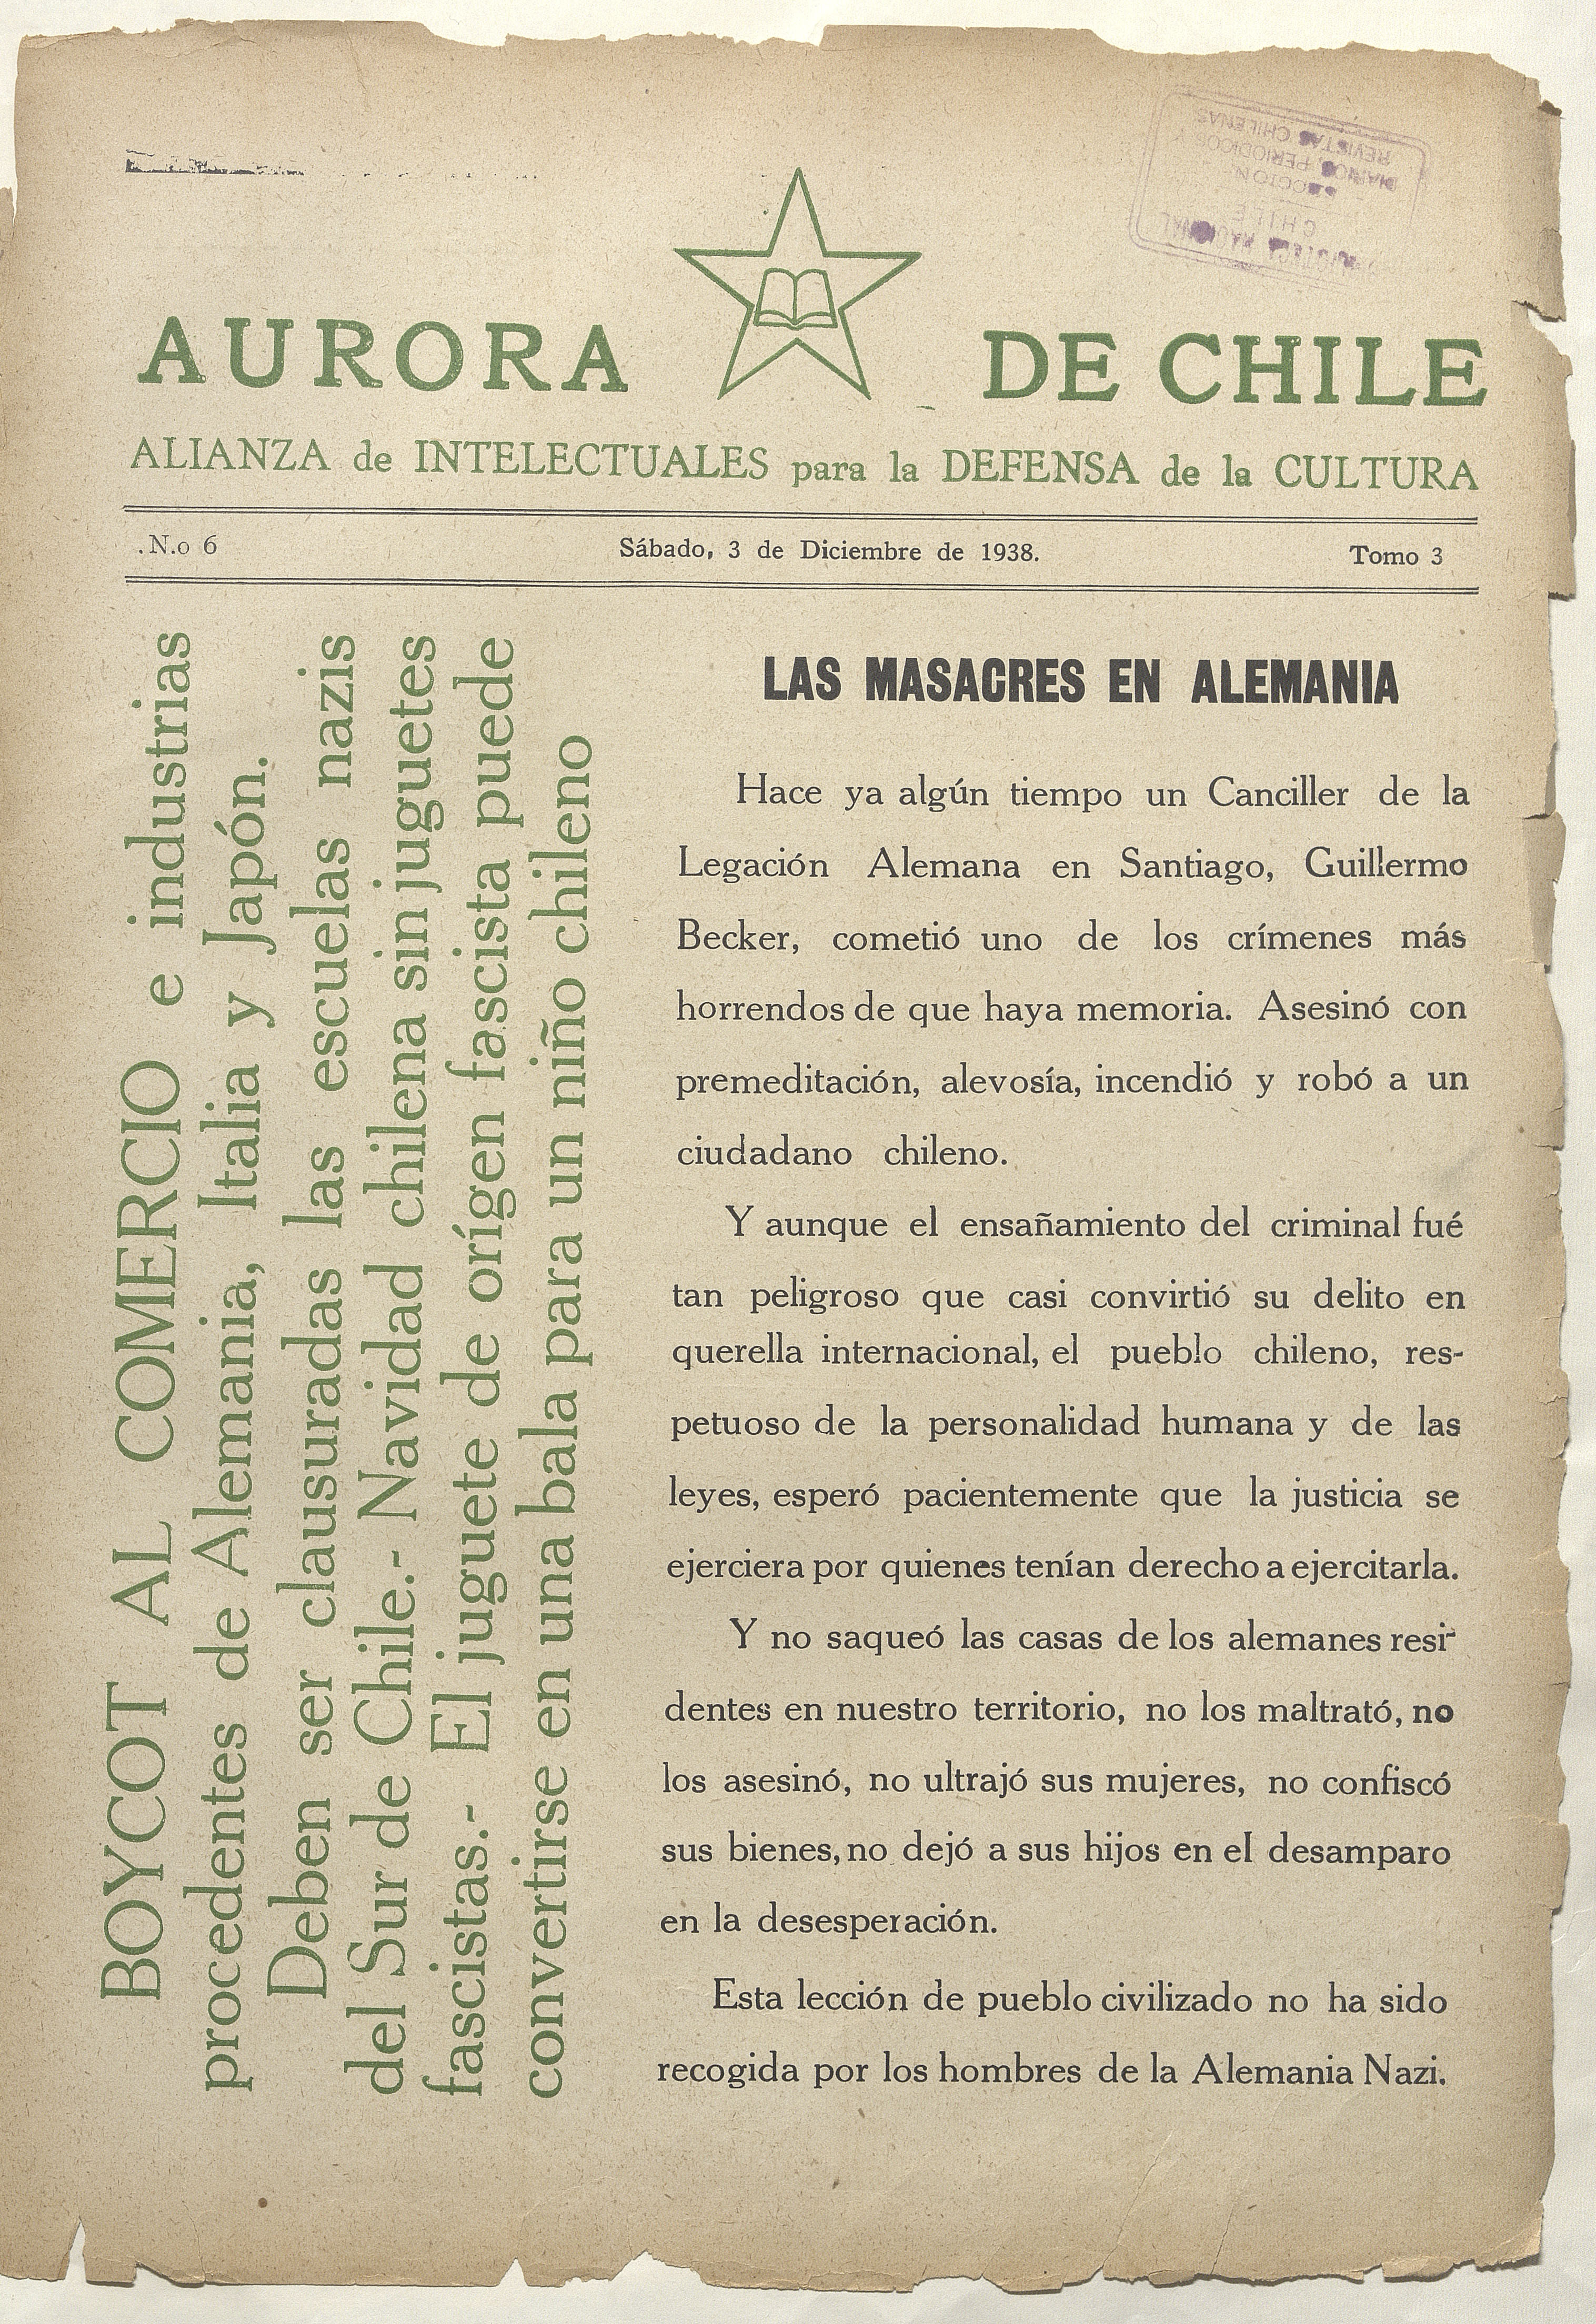 BIBLIOTECA NACIONAL
CHILE
SECCION
DIARIOS, PERIODICOS
REVISTAS CHILENAS
AURORA DE CHILE
ALIANZA de INTELECTUALES para la DEFENSA de la CULTURA
N.o 6 Sábado, 3 de Diciembre de 1938. Tomo 3
BOYCOT AL COMERCIO e industrias
procedentes de Alemania, Italia y Japón.
Deben ser clausuradas las escuelas nazis
del Sur de Chile.- Navidad chilena sin juguetes
fascistas.- El juguete de orígen fascista puede
convertirse en una bala para un niño chileno
LAS MASACRES EN ALEMANIA
Hace ya algún tiempo un Canciller de la
Legación Alemana en Santiago, Guillermo
Becker, cometió uno de los crímenes más
horrendos de que haya memoria. Asesinó con
premeditación, alevosía, incendió y robó a un
ciudadano chileno.
Y aunque el ensañamiento del criminal fué
tan peligroso que casi convirtió su delito en
querella internacional, el pueblo chileno, res-
petuoso de la personalidad humana y de las
leyes, esperó pacientemente que la justicia se
ejerciera por quienes tenían derecho a ejercitarla.
Y no saqueó las casas de los alemanes resi-
dentes en nuestro territorio, no los maltrató, no
los asesinó, no ultrajó sus mujeres, no confiscó
sus bienes, no dejó a sus hijos en el desamparo
en la desesperación.
Esta lección de pueblo civilizado no ha sido
recogida por los hombres de la Alemania Nazi.